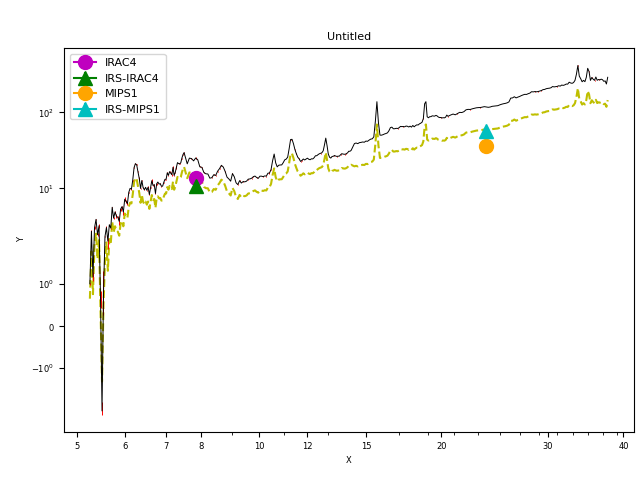 Untitled
IRAC4
IRS-IRAC4
MIPS1
IRS-MIPS1
10²
10¹
10⁰
0
−10⁰
Y
5 6 7 8 10 12 15 20 30 40
X